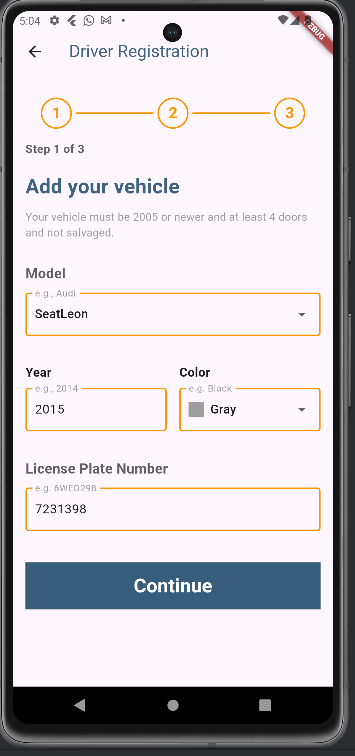 5:04
DEBUG
Driver Registration
1 2 3
Step 1 of 3
Add your vehicle
Your vehicle must be 2005 or newer and at least 4 doors
and not salvaged.
Model
e.g., Audi
SeatLeon
Year Color
e.g., 2014 e.g. Black
2015 Gray
License Plate Number
e.g. 6WED298
7231398
Continue